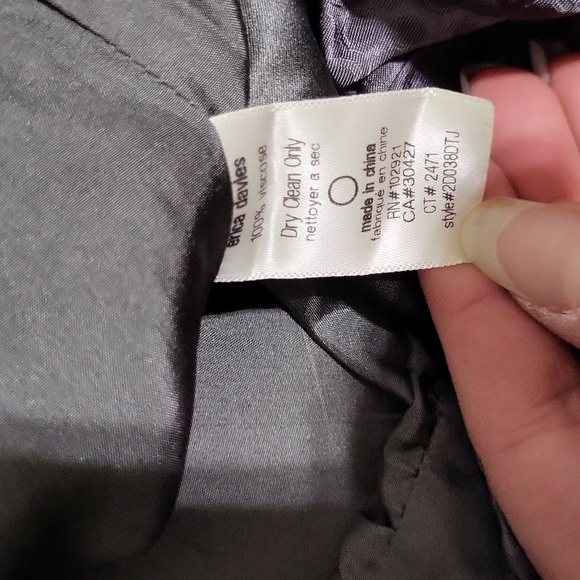 erica davies
100% viscose
Dry Clean Only
nettoyer a sec
made in china
fabriqué en chine
RN#102921
CA#30427
CT# 2471
style#2D038DTJ